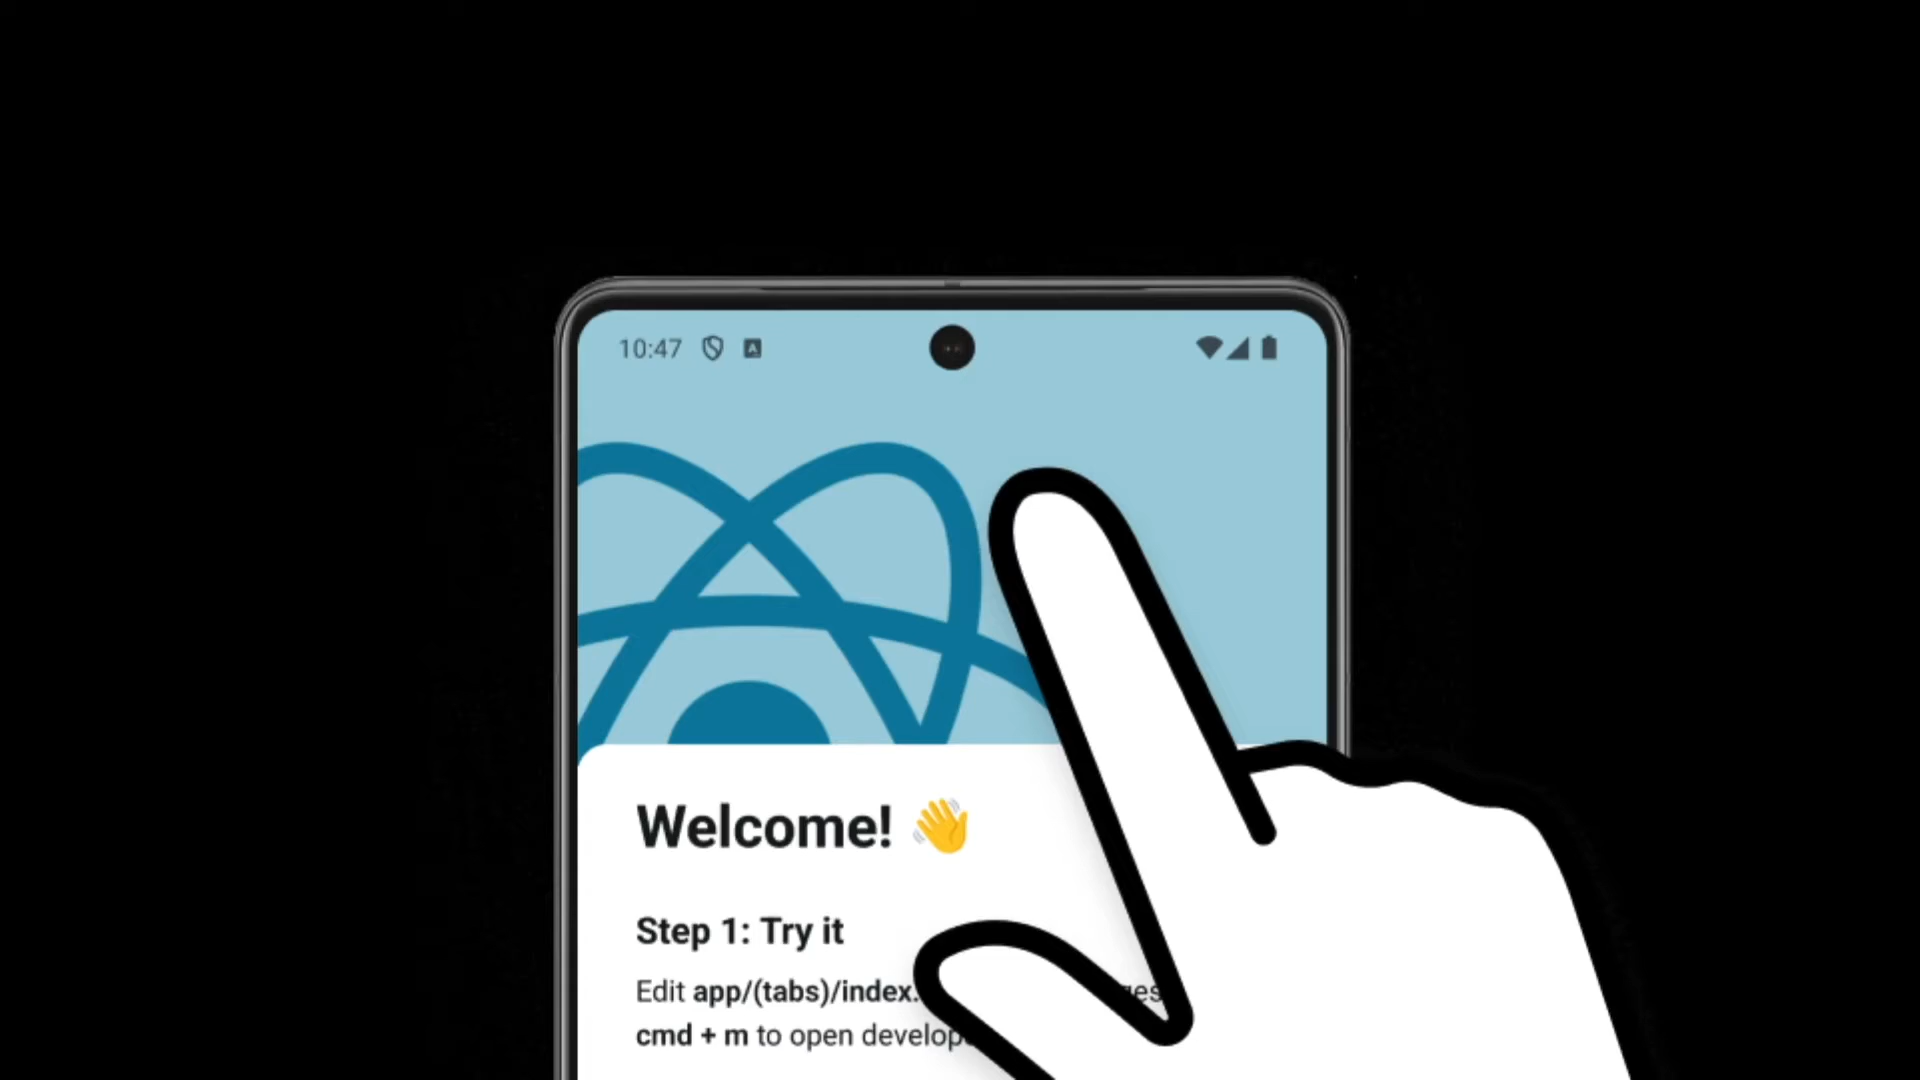 10:47
Welcome! 👋
Step 1: Try it
Edit app/(tabs)/index.
cmd + m to open develop